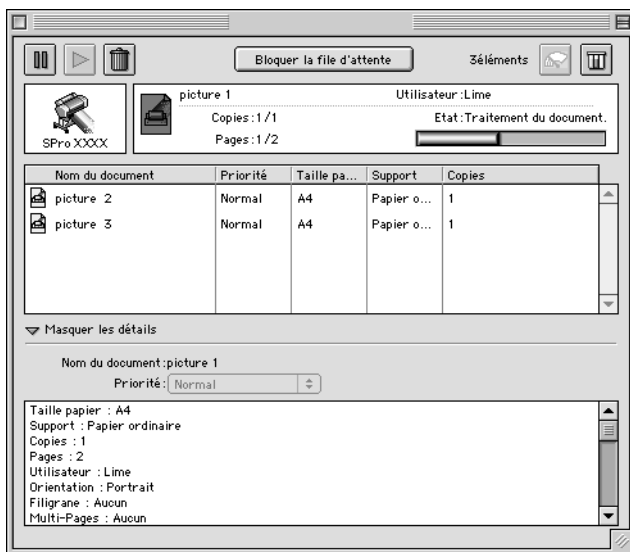 Bloquer la file d'attente
3éléments
SPro XXXX
picture 1
Utilisateur :Lime
Copies :1/1
Etat :Traitement du document.
Pages :1/2
Nom du document Priorité Taille pa... Support Copies
picture 2 Normal A4 Papier o... 1
picture 3 Normal A4 Papier o... 1
Masquer les détails
Nom du document :picture 1
Priorité : Normal
Taille papier : A4
Support : Papier ordinaire
Copies : 1
Pages : 2
Utilisateur : Lime
Orientation : Portrait
Filigrane : Aucun
Multi-Pages : Aucun